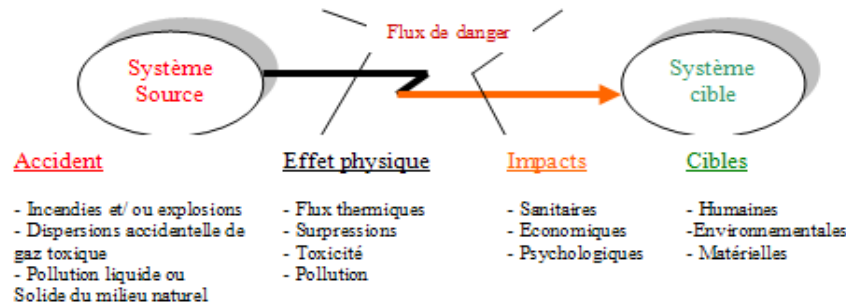 Flux de danger
Système
Source
Système
cible
Accident
- Incendies et/ ou explosions
- Dispersions accidentelle de
gaz toxique
- Pollution liquide ou
Solide du milieu naturel
Effet physique
- Flux thermiques
- Surpressions
- Toxicité
- Pollution
Impacts
- Sanitaires
- Economiques
- Psychologiques
Cibles
- Humaines
-Environnementales
- Matérielles